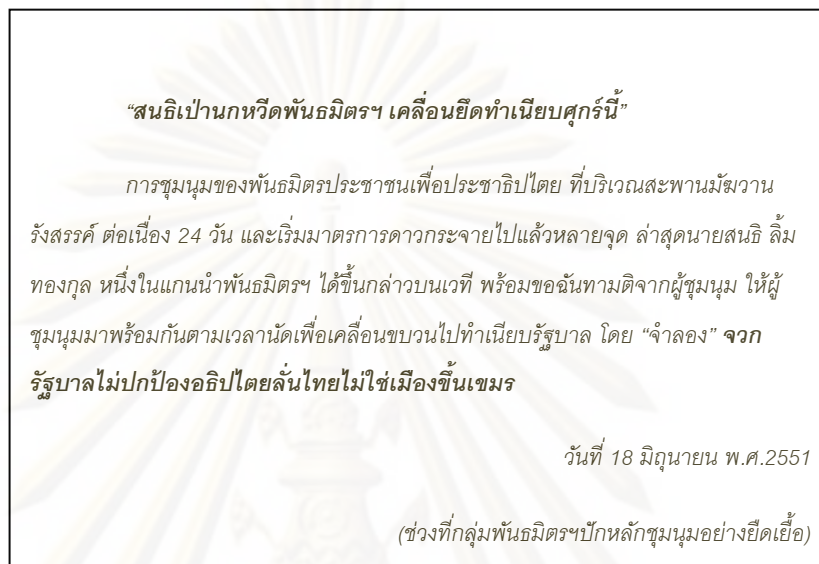 “สนธิเป่านกหวีดพันธมิตรฯ เคลื่อนยึดทำเนียบศุกร์นี้”
การชุมนุมของพันธมิตรประชาชนเพื่อประชาธิปไตย ที่บริเวณสะพานมัฆวาน
รังสรรค์ ต่อเนื่อง 24 วัน และเริ่มมาตรการดาวกระจายไปแล้วหลายจุด ล่าสุดนายสนธิ ลิ้ม
ทองกุล หนึ่งในแกนนำพันธมิตรฯ ได้ขึ้นกล่าวบนเวที พร้อมขอฉันทามติจากผู้ชุมนุม ให้ผู้
ชุมนุมมาพร้อมกันตามเวลานัดเพื่อเคลื่อนขบวนไปทำเนียบรัฐบาล โดย “จำลอง” จวก
รัฐบาลไม่ปกป้องอธิปไตยลั่นไทยไม่ใช่เมืองขึ้นเขมร
วันที่ 18 มิถุนายน พ.ศ.2551
(ช่วงที่กลุ่มพันธมิตรฯปักหลักชุมนุมอย่างยืดเยื้อ)